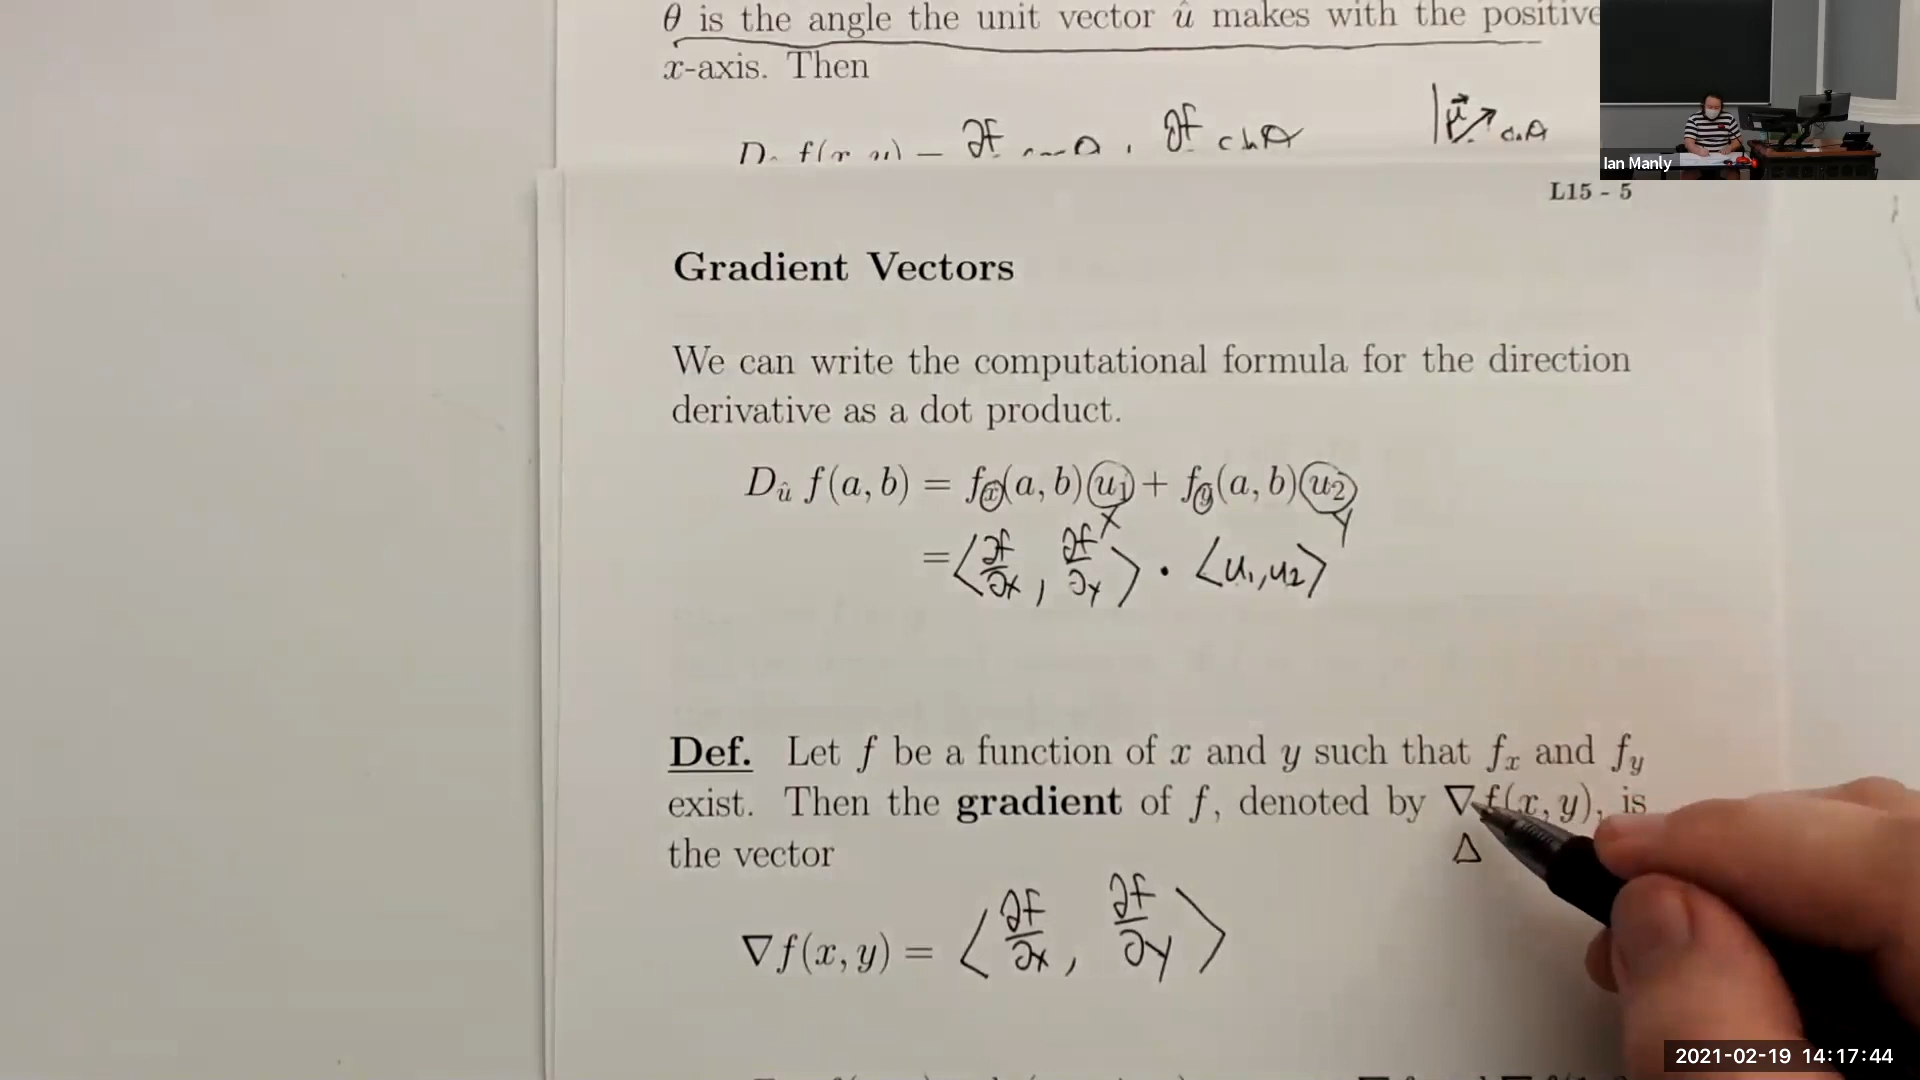 θ is the angle the unit vector û makes with the positive
x-axis. Then
Ian Manly
L15 - 5
Gradient Vectors
We can write the computational formula for the direction
derivative as a dot product.
D_û f(a, b) = f_x(a, b)u_1 + f_y(a, b)u_2
x y
= ⟨∂f/∂x, ∂f/∂y⟩ · ⟨u₁, u₂⟩
Def. Let f be a function of x and y such that f_x and f_y
exist. Then the gradient of f, denoted by ∇f(x, y), is
Δ
the vector
∇f(x, y) = ⟨∂f/∂x, ∂f/∂y⟩
2021-02-19 14:17:44